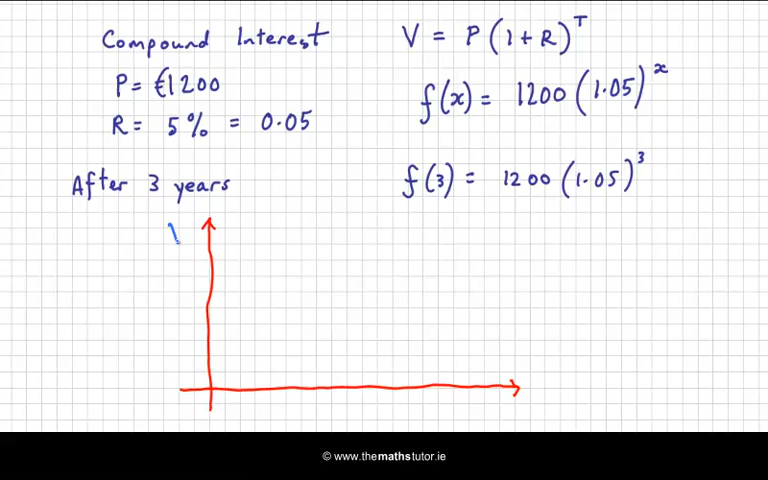 Compound Interest
V = P(1+R)^T
P = €1200
f(x) = 1200(1.05)^x
R = 5% = 0.05
After 3 years
f(3) = 1200(1.05)^3
© www.themathstutor.ie